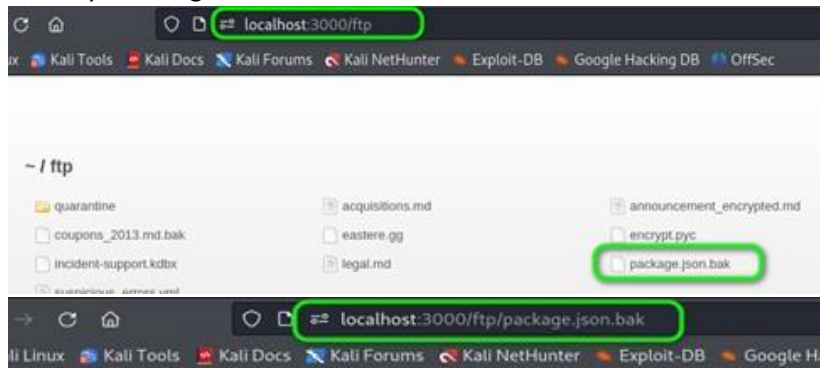 localhost:3000/ftp
Kali Tools Kali Docs Kali Forums Kali NetHunter Exploit-DB Google Hacking DB OffSec
~ / ftp
quarantine acquisitions.md announcement_encrypted.md
coupons_2013.md.bak eastere.gg encrypt.pyc
incident-support.kdbx legal.md package.json.bak
localhost:3000/ftp/package.json.bak
Linux Kali Tools Kali Docs Kali Forums Kali NetHunter Exploit-DB Google